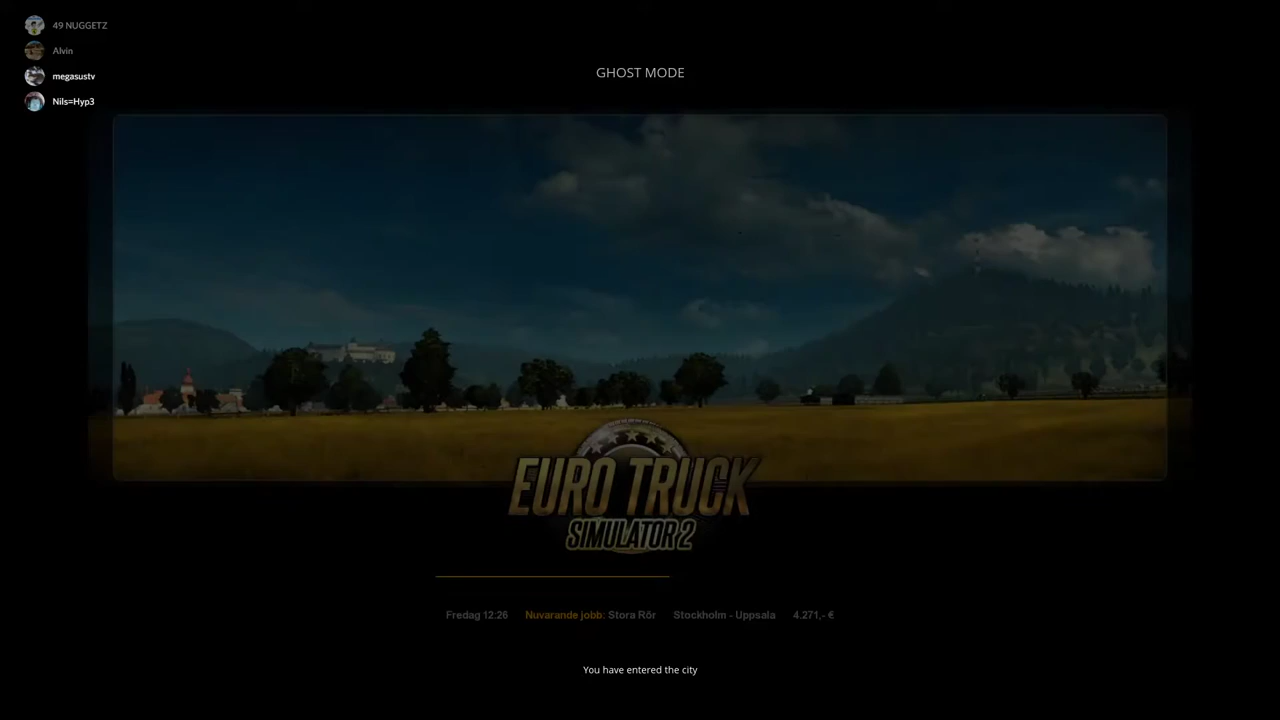 49 NUGGETZ
Alvin
megasustv
Nils=Hyp3
GHOST MODE
EURO TRUCK
SIMULATOR 2
Fredag 12:26 Nuvarande jobb: Stora Rör Stockholm - Uppsala 4.271,- €
You have entered the city